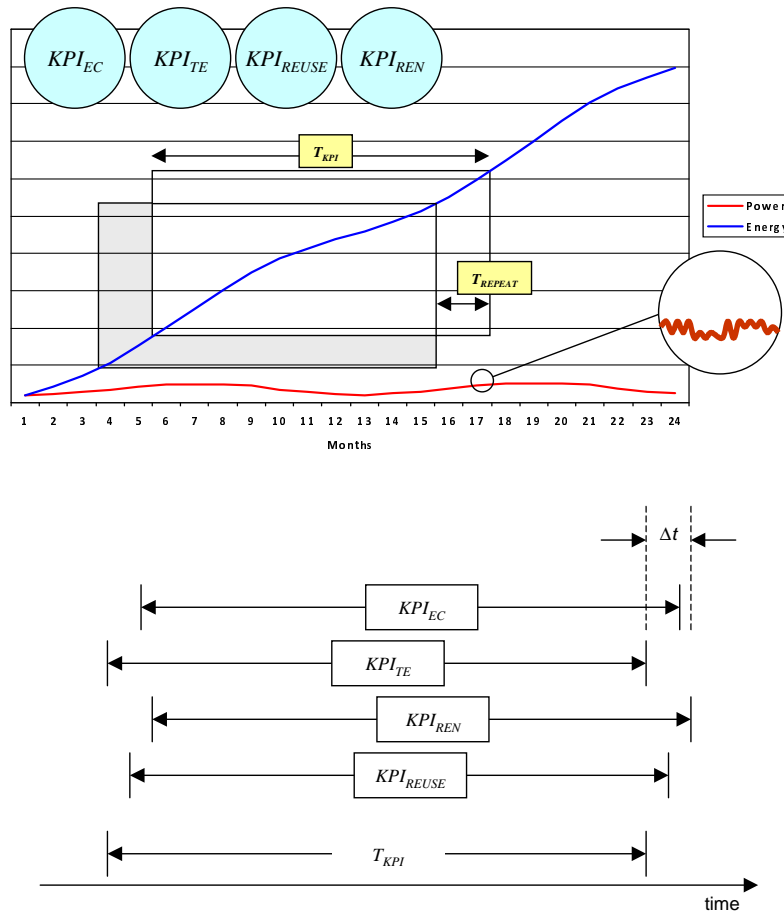 KPI_EC KPI_TE KPI_REUSE KPI_REN
T_KPI
T_REPEAT
Power
Energy
1 2 3 4 5 6 7 8 9 10 11 12 13 14 15 16 17 18 19 20 21 22 23 24
Months
Δt
KPI_EC
KPI_TE
KPI_REN
KPI_REUSE
T_KPI
time